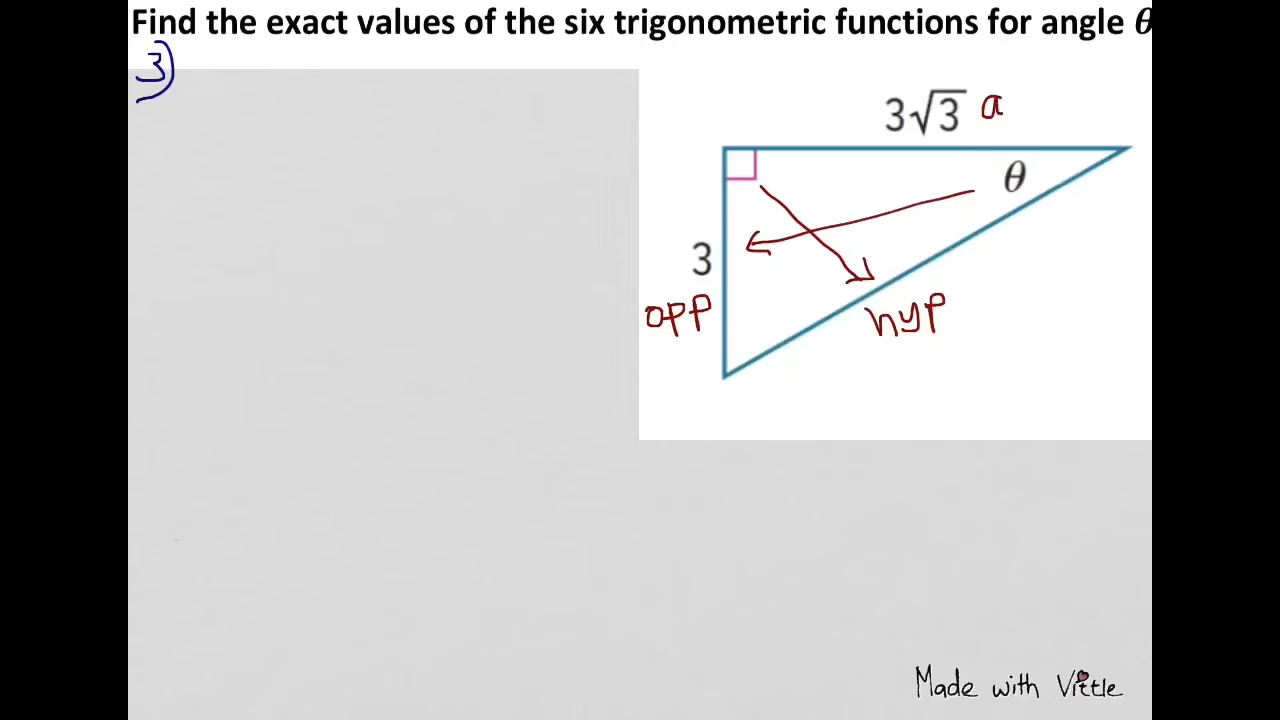 Find the exact values of the six trigonometric functions for angle θ
3)
3√3 a
θ
3
opp
hyp
Made with Vittle